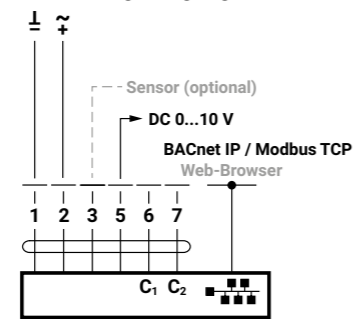 ⊥ ~
= +
Sensor (optional)
DC 0...10 V
BACnet IP / Modbus TCP
Web-Browser
1 2 3 5 6 7
C₁ C₂